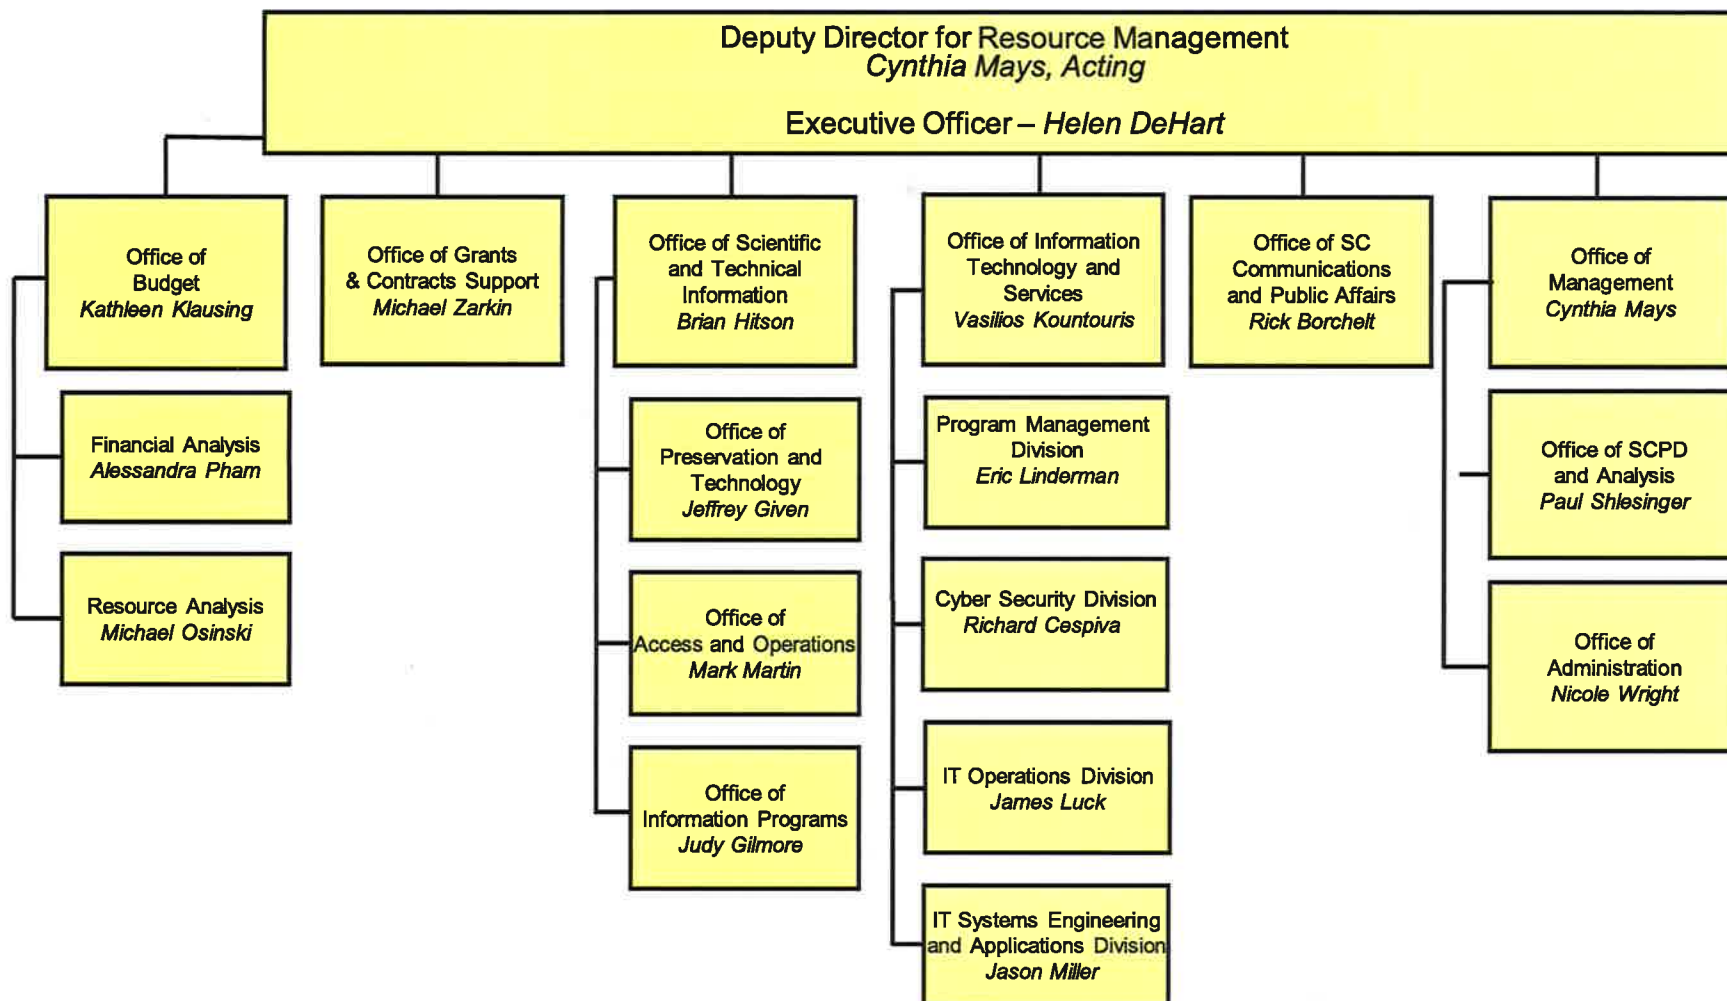 Deputy Director for Resource Management
Cynthia Mays, Acting
Executive Officer – Helen DeHart
Office of
Budget
Kathleen Klausing
Financial Analysis
Alessandra Pham
Resource Analysis
Michael Osinski
Office of Grants
& Contracts Support
Michael Zarkin
Office of Scientific
and Technical
Information
Brian Hitson
Office of
Preservation and
Technology
Jeffrey Given
Office of
Access and Operations
Mark Martin
Office of
Information Programs
Judy Gilmore
Office of Information
Technology and
Services
Vasilios Kountouris
Program Management
Division
Eric Linderman
Cyber Security Division
Richard Cespiva
IT Operations Division
James Luck
IT Systems Engineering
and Applications Division
Jason Miller
Office of SC
Communications
and Public Affairs
Rick Borchelt
Office of
Management
Cynthia Mays
Office of SCPD
and Analysis
Paul Shlesinger
Office of
Administration
Nicole Wright